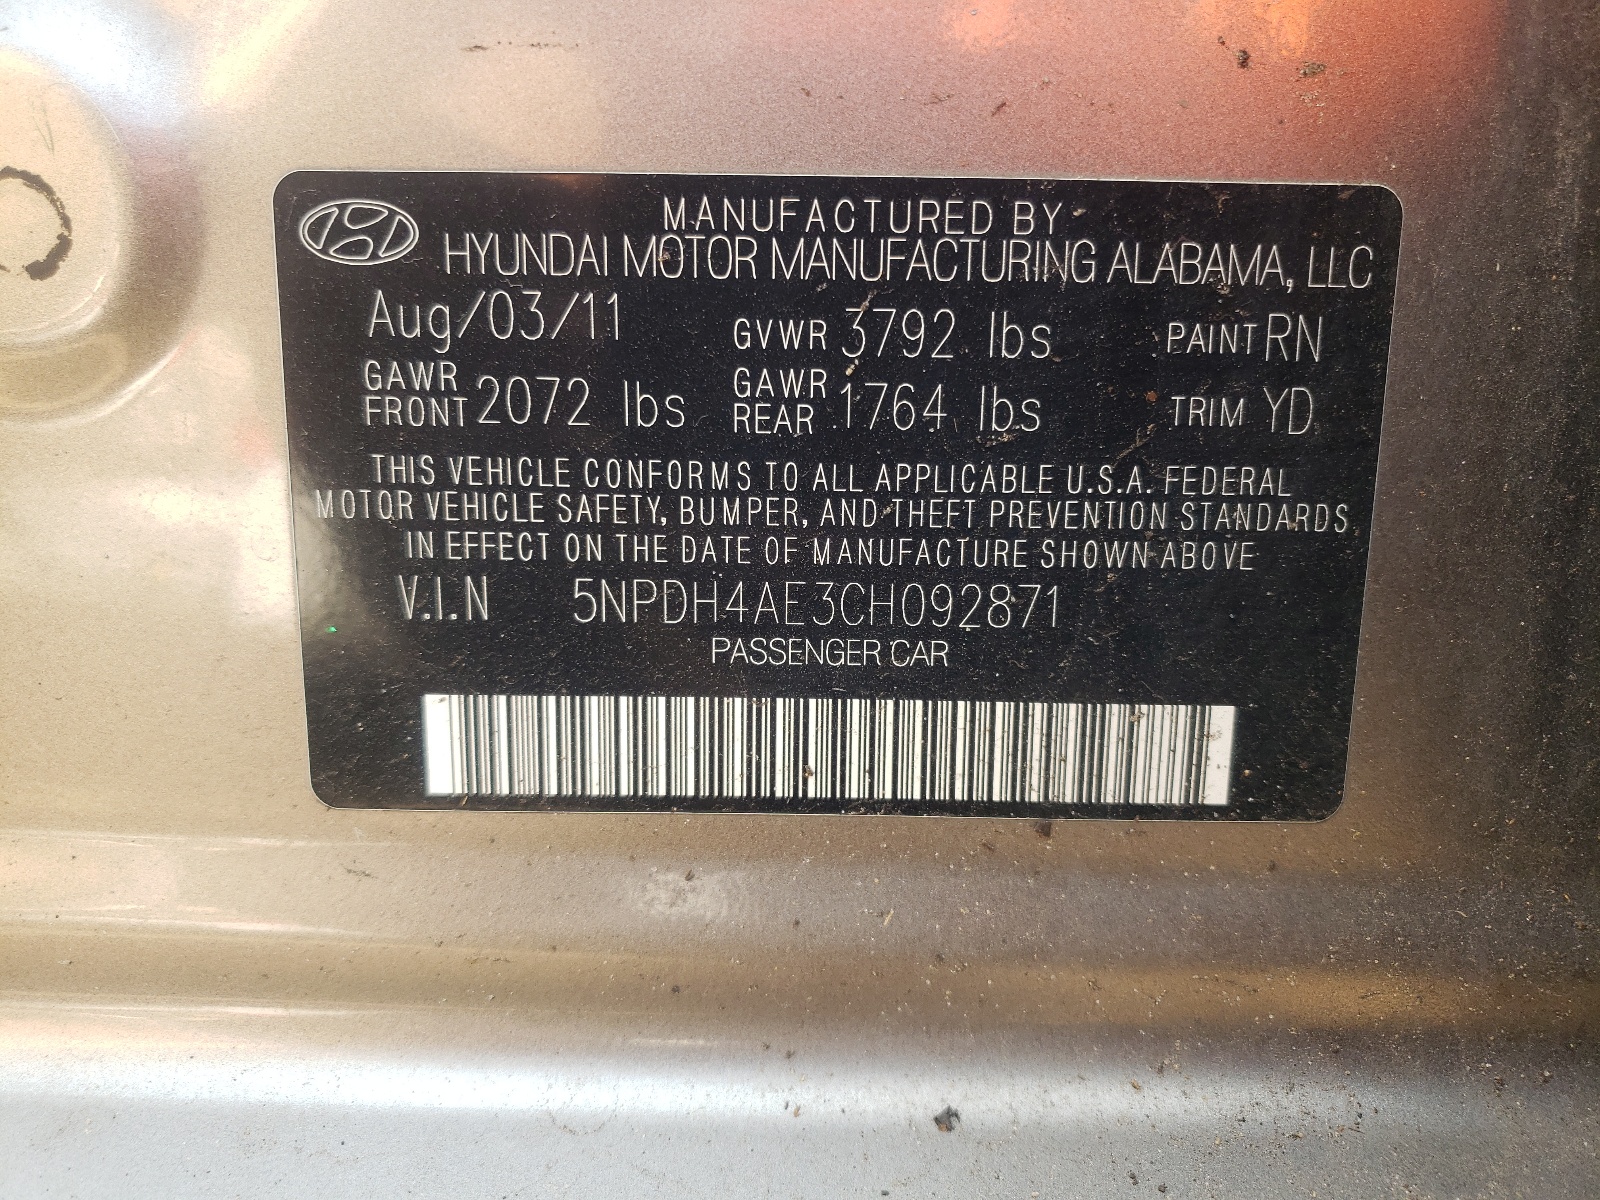 MANUFACTURED BY
HYUNDAI MOTOR MANUFACTURING ALABAMA, LLC
Aug/03/11 GVWR 3792 lbs PAINT RN
GAWR FRONT 2072 lbs GAWR REAR 1764 lbs TRIM YD
THIS VEHICLE CONFORMS TO ALL APPLICABLE U.S.A. FEDERAL
MOTOR VEHICLE SAFETY, BUMPER, AND THEFT PREVENTION STANDARDS
IN EFFECT ON THE DATE OF MANUFACTURE SHOWN ABOVE
V.I.N 5NPDH4AE3CH092871
PASSENGER CAR